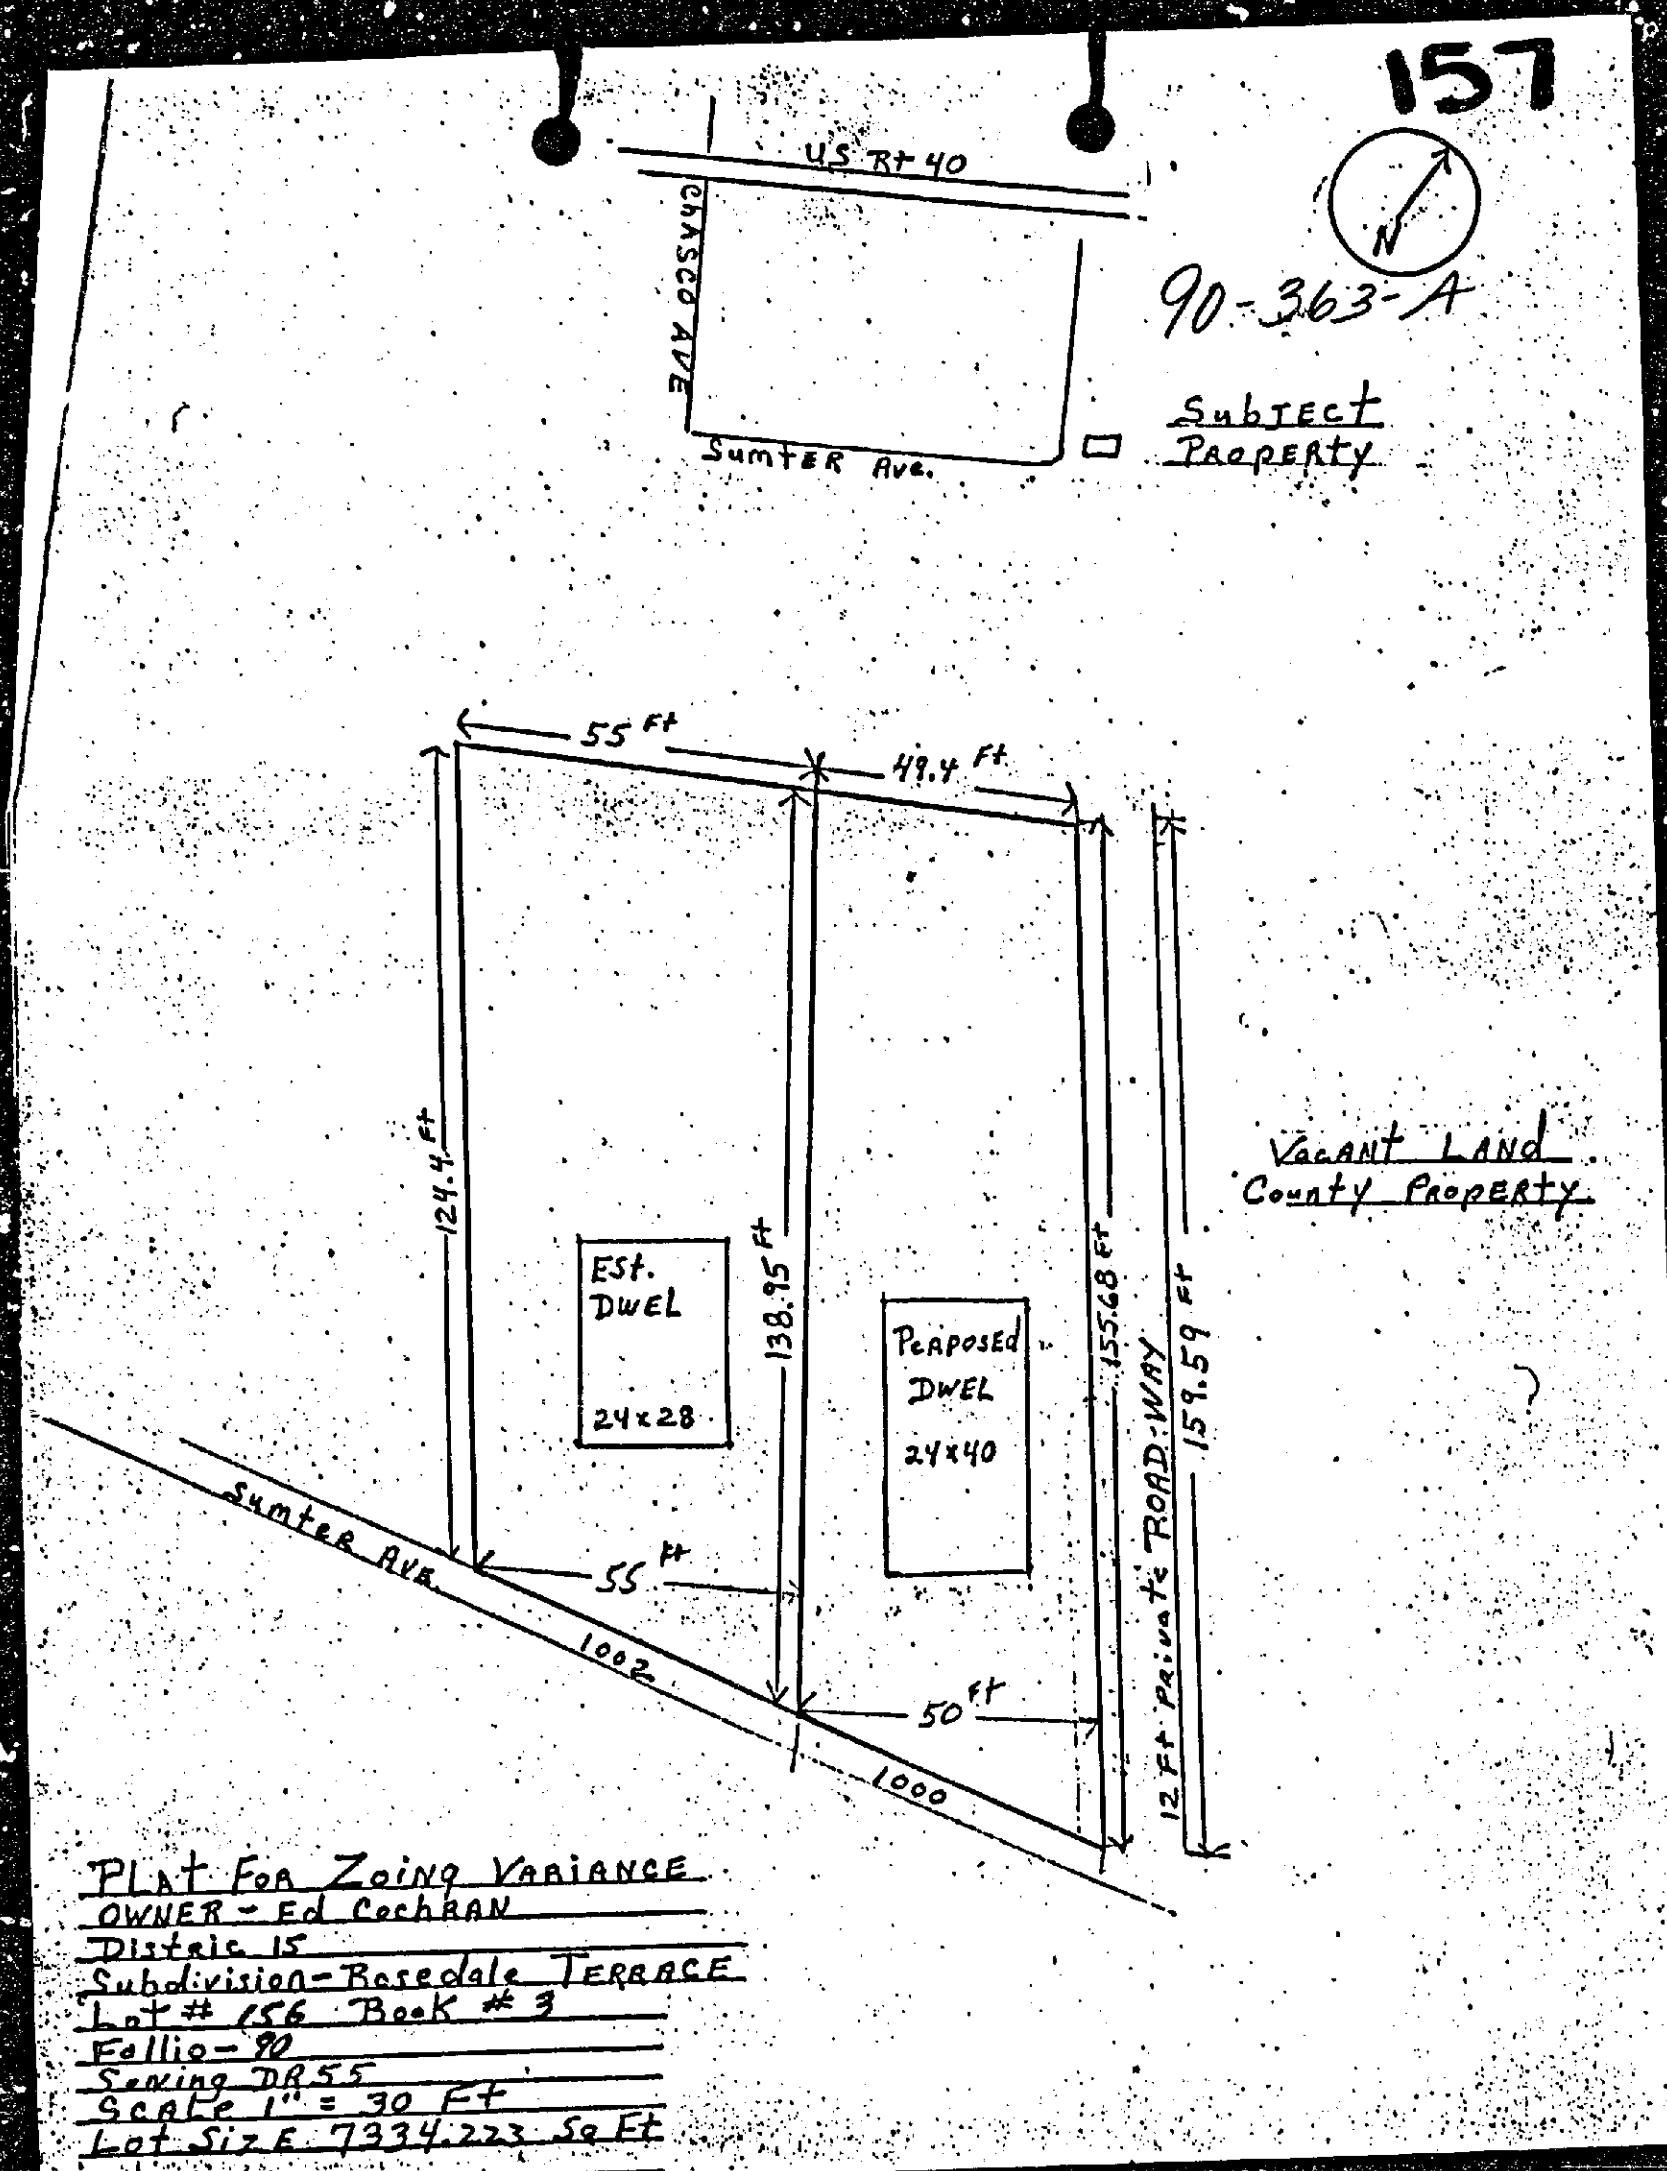 157
US Rt 40
ChASCO AVE
N
90-363-A
SubJECt
PROPERty
SumtER Ave.
55 Ft
49.4 Ft
124.4 Ft
138.95 Ft
155.68 Ft
12 Ft Private ROAD-WAY
159.59 Ft
VacANt LANd
County PROPERty
ESt.
DWEL
24x28
PeRPOSEd
DWEL
24x40
SumtER AVE.
55 Ft
1002
50 Ft
1000
PLAt FOR ZoiNg VARiANCE
OWNER - Ed CochRAN
Distric 15
Subdivision-Rosedale TERRACE
Lot # 156 Book # 3
Follio-90
DR55
SCALe 1" = 30 Ft
Lot SizE 7334.223 Sq Ft